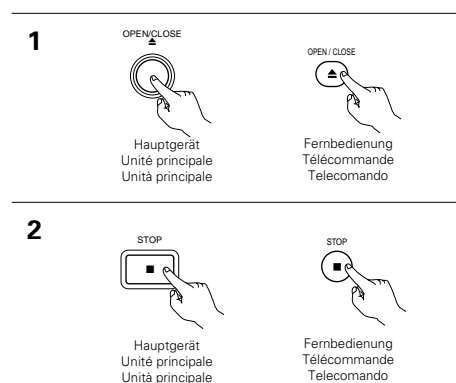 1
OPEN/CLOSE
Hauptgerät
Unité principale
Unità principale
OPEN / CLOSE
Fernbedienung
Télécommande
Telecomando
2
STOP
Hauptgerät
Unité principale
Unità principale
STOP
Fernbedienung
Télécommande
Telecomando